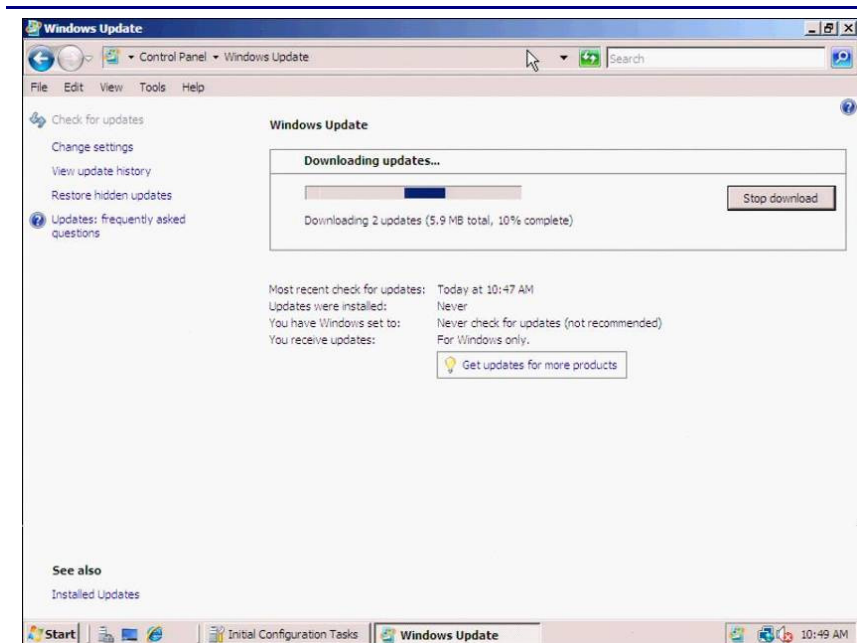 Windows Update
Control Panel Windows Update
Search
File Edit View Tools Help
Check for updates
Change settings
View update history
Restore hidden updates
Updates: frequently asked
questions
Windows Update
Downloading updates...
Stop download
Downloading 2 updates (5.9 MB total, 10% complete)
Most recent check for updates: Today at 10:47 AM
Updates were installed: Never
You have Windows set to: Never check for updates (not recommended)
You receive updates: For Windows only.
Get updates for more products
See also
Installed Updates
Start Initial Configuration Tasks Windows Update 10:49 AM